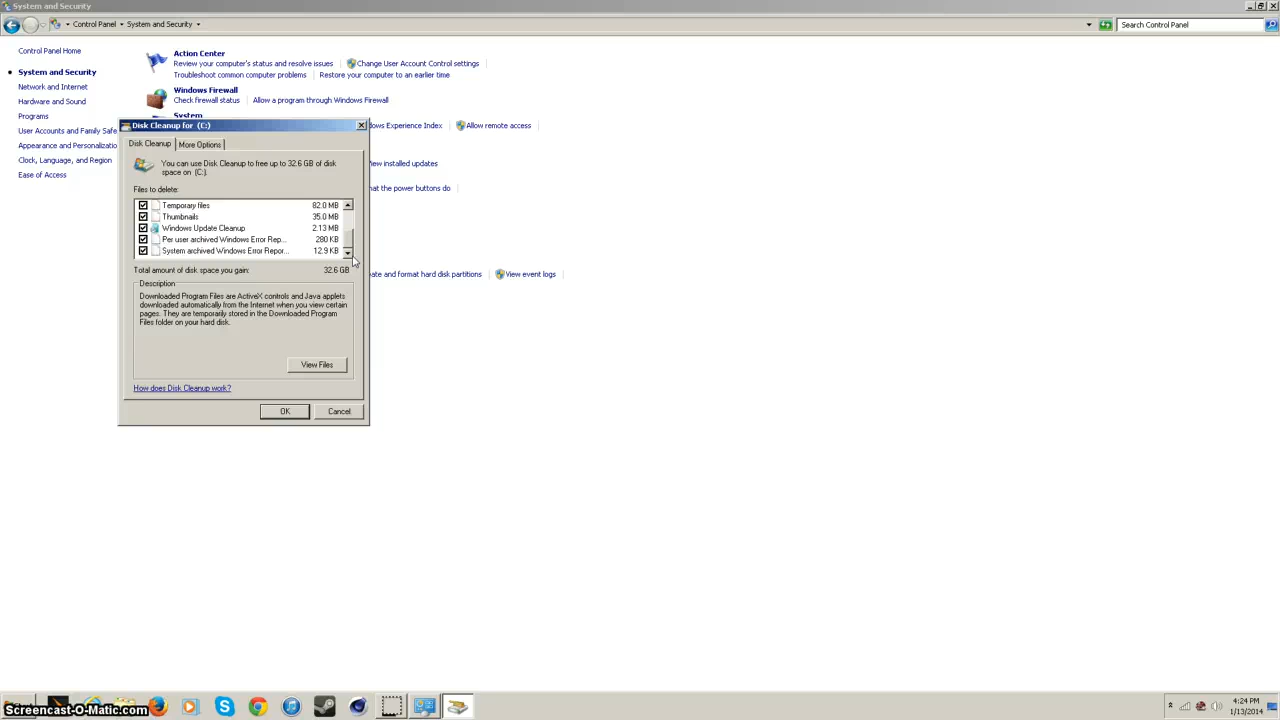 System and Security
Control Panel System and Security
Search Control Panel
Control Panel Home
System and Security
Network and Internet
Hardware and Sound
Programs
User Accounts and Family Safe
Appearance and Personalizatio
Clock, Language, and Region
Ease of Access
Action Center
Review your computer's status and resolve issues Change User Account Control settings
Troubleshoot common computer problems Restore your computer to an earlier time
Windows Firewall
Check firewall status Allow a program through Windows Firewall
System
dows Experience Index Allow remote access
View installed updates
hat the power buttons do
ate and format hard disk partitions View event logs
Disk Cleanup for (C:)
Disk Cleanup More Options
You can use Disk Cleanup to free up to 32.6 GB of disk
space on (C:).
Files to delete:
Temporary files 82.0 MB
Thumbnails 35.0 MB
Windows Update Cleanup 2.13 MB
Per user archived Windows Error Rep... 280 KB
System archived Windows Error Repor... 12.9 KB
Total amount of disk space you gain: 32.6 GB
Description
Downloaded Program Files are ActiveX controls and Java applets
downloaded automatically from the Internet when you view certain
pages. They are temporarily stored in the Downloaded Program
Files folder on your hard disk.
View Files
How does Disk Cleanup work?
OK Cancel
4:24 PM
1/13/2014
Screencast-O-Matic.com